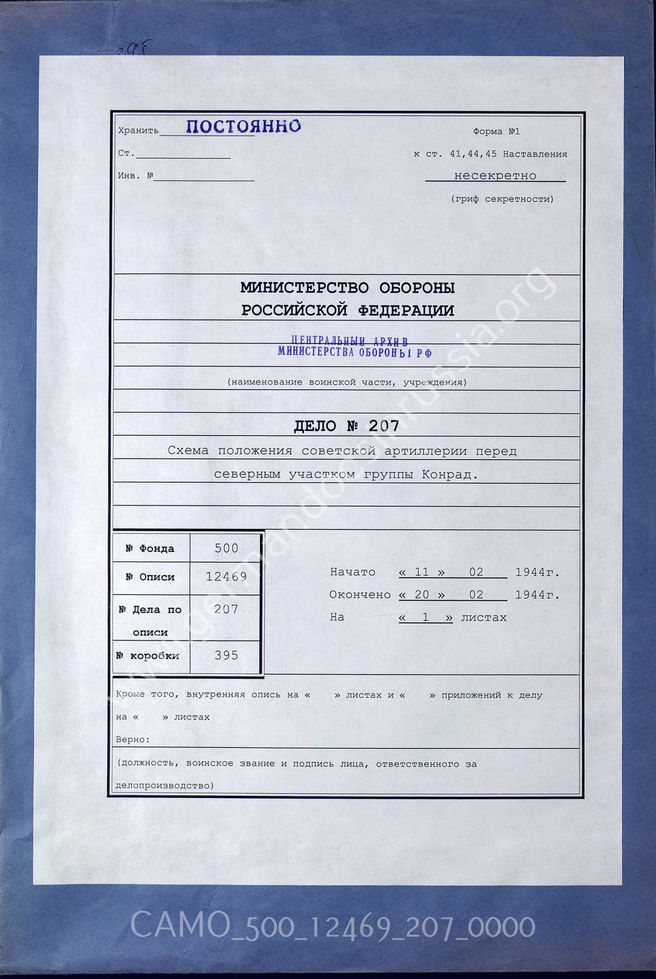 Хранить ПОСТОЯННО
Форма №1
Ст.
к ст. 41,44,45 Наставления
Инв. №
несекретно
(гриф секретности)
МИНИСТЕРСТВО ОБОРОНЫ
РОССИЙСКОЙ ФЕДЕРАЦИИ
ЦЕНТРАЛЬНЫЙ АРХИВ
МИНИСТЕРСТВА ОБОРОНЫ РФ
(наименование воинской части, учреждения)
ДЕЛО № 207
Схема положения советской артиллерии перед
северным участком группы Конрад.
№ Фонда 500
№ Описи 12469
№ Дела по описи 207
№ коробки 395
Начато « 11 » 02 1944г.
Окончено « 20 » 02 1944г.
На « 1 » листах
Кроме того, внутренняя опись на « » листах и « » приложений к делу
на « » листах
Верно:
(должность, воинское звание и подпись лица, ответственного за
делопроизводство)
www.germandocsinrussia.org
CAMO_500_12469_207_0000